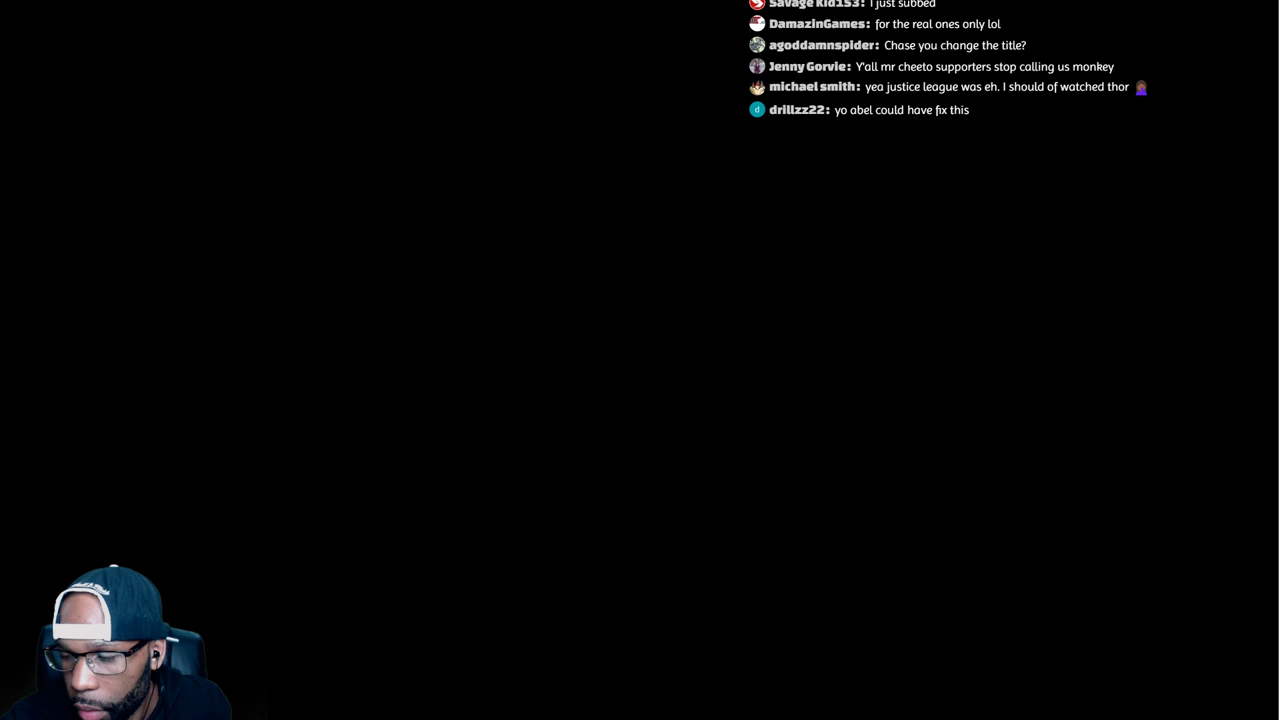 Savage Kid153: I just subbed
DamazinGames: for the real ones only lol
agoddamnspider: Chase you change the title?
Jenny Gorvie: Y'all mr cheeto supporters stop calling us monkey
michael smith: yea justice league was eh. I should of watched thor
d drillzz22: yo abel could have fix this